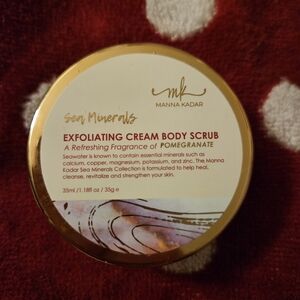 mk
MANNA KADAR
Sea Minerals
EXFOLIATING CREAM BODY SCRUB
A Refreshing Fragrance of POMEGRANATE
Seawater is known to contain essential minerals such as
calcium, copper, magnesium, potassium, and zinc. The Manna
Kadar Sea Minerals Collection is formulated to help heal,
cleanse, revitalize and strengthen your skin.
35ml /1.18fl oz / 35g e